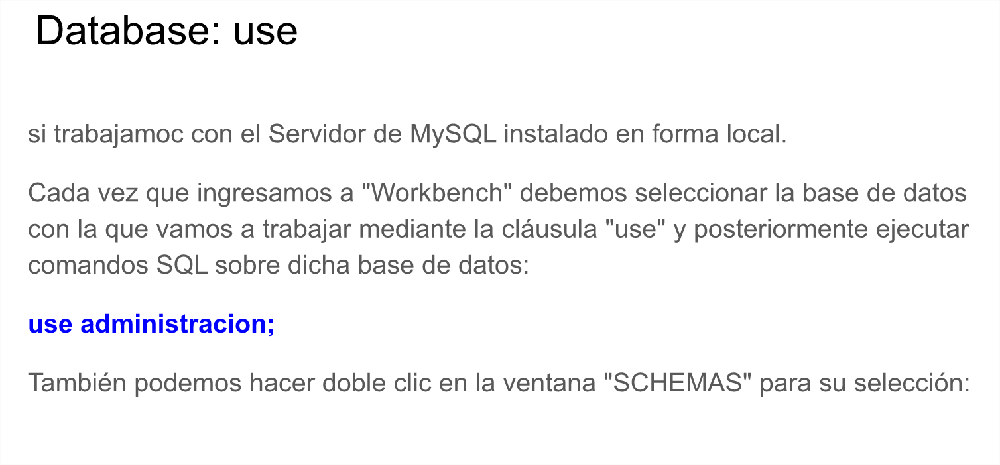 Database: use
si trabajamoc con el Servidor de MySQL instalado en forma local.
Cada vez que ingresamos a "Workbench" debemos seleccionar la base de datos
con la que vamos a trabajar mediante la cláusula "use" y posteriormente ejecutar
comandos SQL sobre dicha base de datos:
use administracion;
También podemos hacer doble clic en la ventana "SCHEMAS" para su selección: